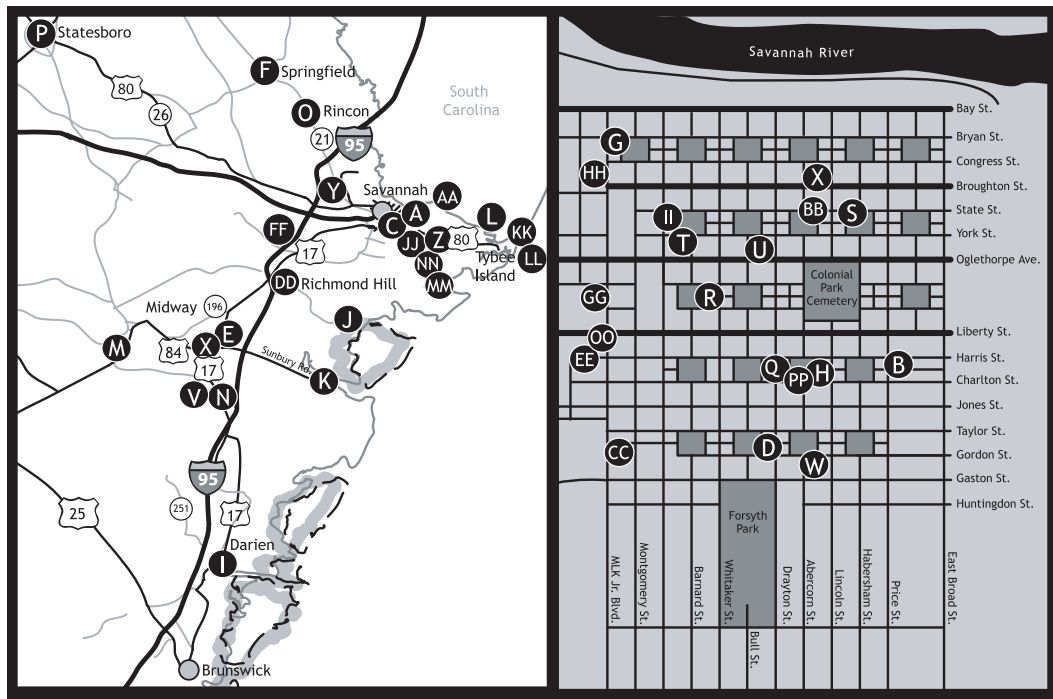 P
Statesboro
80
26
F
Springfield
O
Rincon
21
95
South
Carolina
Y
Savannah
AA
A
C
L
KK
FF
JJ
Z
80
17
NN
Tybee
Island
LL
MM
DD
Richmond Hill
Midway
196
J
M
84
X
E
17
Sunbury Rd.
K
V
N
95
25
251
17
Darien
I
Brunswick
Savannah River
Bay St.
Bryan St.
G
Congress St.
HH
X
Broughton St.
State St.
II
BB
S
York St.
T
U
Oglethorpe Ave.
Colonial
Park
Cemetery
GG
R
Liberty St.
OO
Harris St.
EE
Q
PP
H
B
Charlton St.
Jones St.
Taylor St.
CC
D
Gordon St.
W
Gaston St.
Huntingdon St.
Forsyth
Park
MLK Jr. Blvd.
Montgomery St.
Barnard St.
Whitaker St.
Bull St.
Drayton St.
Abercorn St.
Lincoln St.
Habersham St.
Price St.
East Broad St.